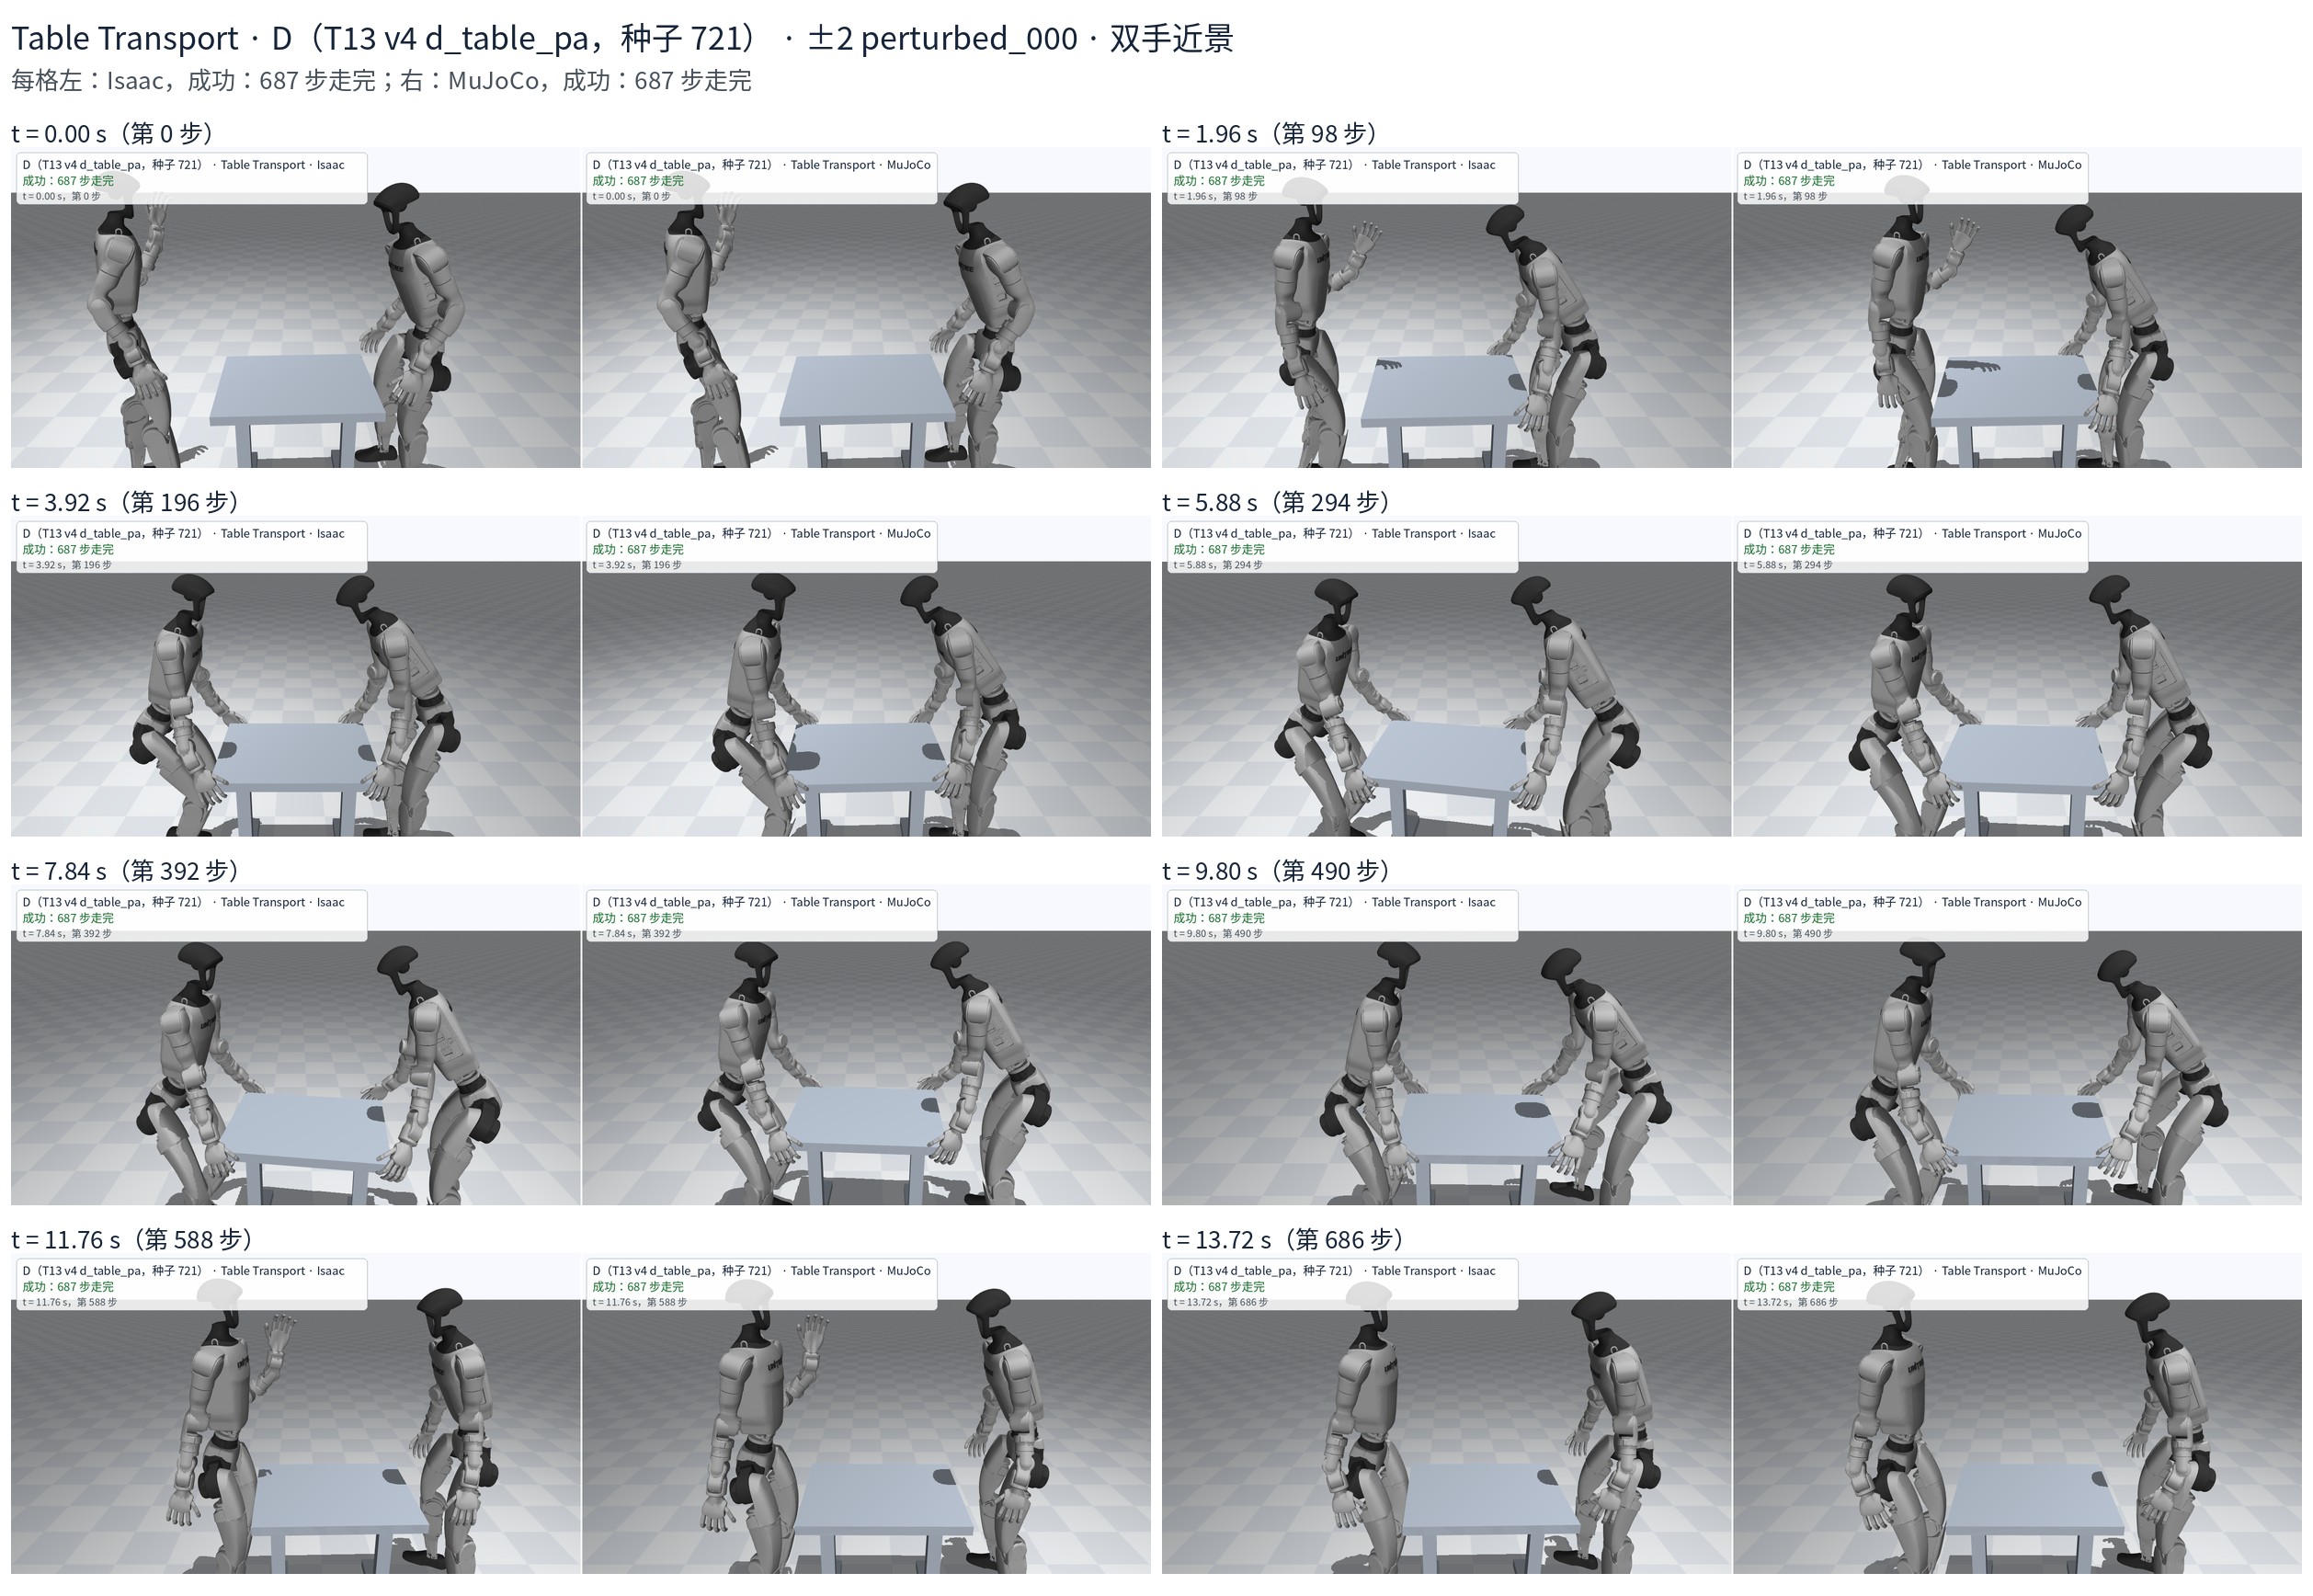 Table Transport · D（T13 v4 d_table_pa，种子 721） · ±2 perturbed_000 · 双手近景
每格左：Isaac，成功：687 步走完；右：MuJoCo，成功：687 步走完
t = 0.00 s（第 0 步）
D（T13 v4 d_table_pa，种子 721） · Table Transport · Isaac
成功：687 步走完
t = 0.00 s，第 0 步
D（T13 v4 d_table_pa，种子 721） · Table Transport · MuJoCo
成功：687 步走完
t = 0.00 s，第 0 步
t = 1.96 s（第 98 步）
D（T13 v4 d_table_pa，种子 721） · Table Transport · Isaac
成功：687 步走完
t = 1.96 s，第 98 步
D（T13 v4 d_table_pa，种子 721） · Table Transport · MuJoCo
成功：687 步走完
t = 1.96 s，第 98 步
t = 3.92 s（第 196 步）
D（T13 v4 d_table_pa，种子 721） · Table Transport · Isaac
成功：687 步走完
t = 3.92 s，第 196 步
D（T13 v4 d_table_pa，种子 721） · Table Transport · MuJoCo
成功：687 步走完
t = 3.92 s，第 196 步
t = 5.88 s（第 294 步）
D（T13 v4 d_table_pa，种子 721） · Table Transport · Isaac
成功：687 步走完
t = 5.88 s，第 294 步
D（T13 v4 d_table_pa，种子 721） · Table Transport · MuJoCo
成功：687 步走完
t = 5.88 s，第 294 步
t = 7.84 s（第 392 步）
D（T13 v4 d_table_pa，种子 721） · Table Transport · Isaac
成功：687 步走完
t = 7.84 s，第 392 步
D（T13 v4 d_table_pa，种子 721） · Table Transport · MuJoCo
成功：687 步走完
t = 7.84 s，第 392 步
t = 9.80 s（第 490 步）
D（T13 v4 d_table_pa，种子 721） · Table Transport · Isaac
成功：687 步走完
t = 9.80 s，第 490 步
D（T13 v4 d_table_pa，种子 721） · Table Transport · MuJoCo
成功：687 步走完
t = 9.80 s，第 490 步
t = 11.76 s（第 588 步）
D（T13 v4 d_table_pa，种子 721） · Table Transport · Isaac
成功：687 步走完
t = 11.76 s，第 588 步
D（T13 v4 d_table_pa，种子 721） · Table Transport · MuJoCo
成功：687 步走完
t = 11.76 s，第 588 步
t = 13.72 s（第 686 步）
D（T13 v4 d_table_pa，种子 721） · Table Transport · Isaac
成功：687 步走完
t = 13.72 s，第 686 步
D（T13 v4 d_table_pa，种子 721） · Table Transport · MuJoCo
成功：687 步走完
t = 13.72 s，第 686 步